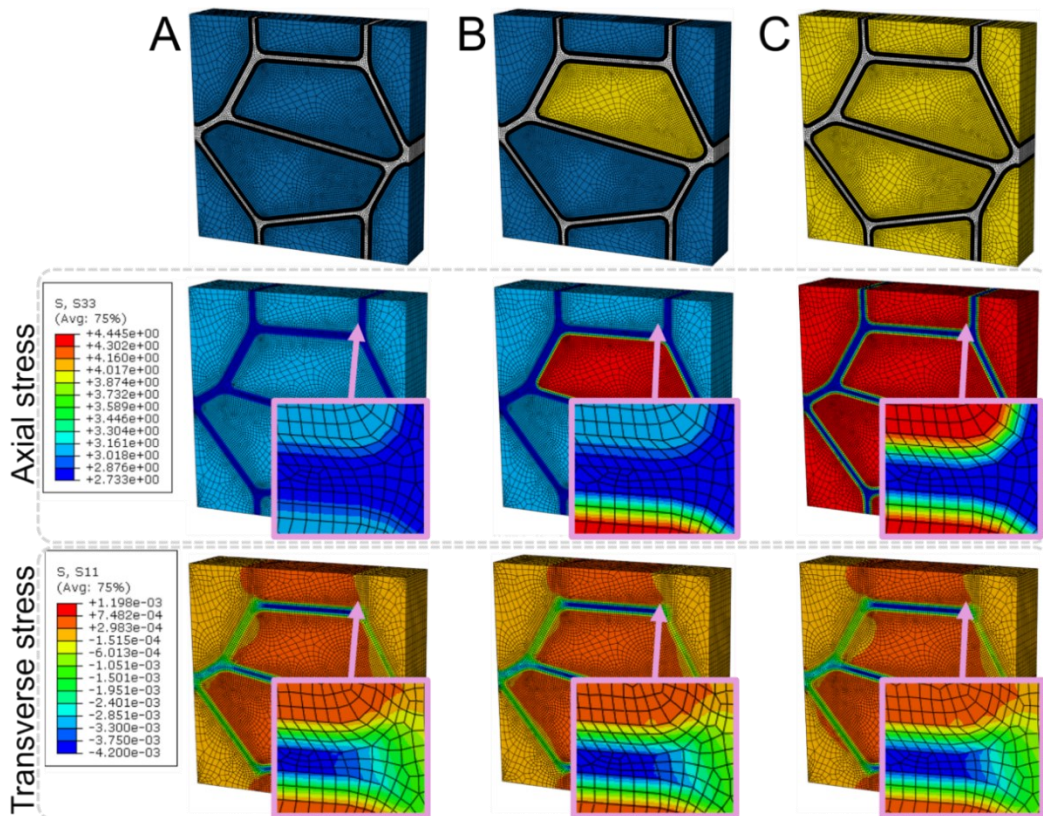 A
B
C
Axial stress
S, S33
(Avg: 75%)
+4.445e+00
+4.302e+00
+4.160e+00
+4.017e+00
+3.874e+00
+3.732e+00
+3.589e+00
+3.446e+00
+3.304e+00
+3.161e+00
+3.018e+00
+2.876e+00
+2.733e+00
Transverse stress
S, S11
(Avg: 75%)
+1.198e-03
+7.482e-04
+2.983e-04
-1.515e-04
-6.013e-04
-1.051e-03
-1.501e-03
-1.951e-03
-2.401e-03
-2.851e-03
-3.300e-03
-3.750e-03
-4.200e-03